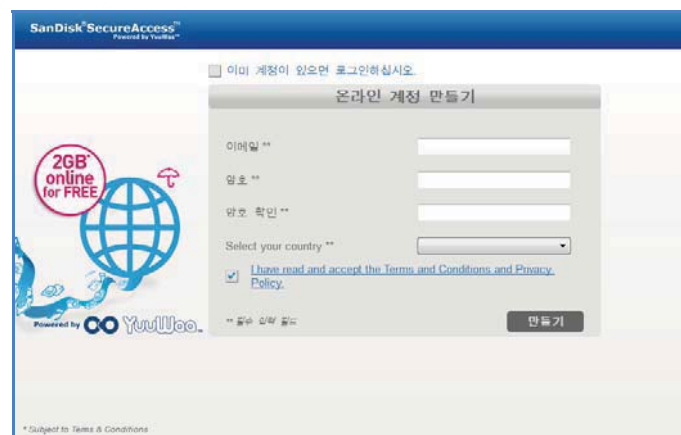 SanDisk® SecureAccess™
Powered by YuuWaa™
이미 계정이 있으면 로그인하십시오.
온라인 계정 만들기
이메일 **
암호 **
암호 확인 **
Select your country **
I have read and accept the Terms and Conditions and Privacy
Policy.
** 필수 입력 필드
만들기
2GB*
online
for FREE
Powered by YuuWaa.
* Subject to Terms & Conditions